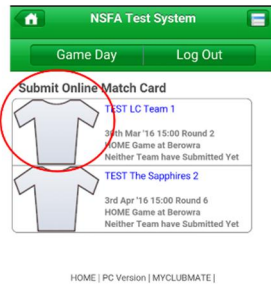 NSFA Test System
Game Day
Log Out
Submit Online Match Card
TEST LC Team 1
30th Mar '16 15:00 Round 2
HOME Game at Berowra
Neither Team have Submitted Yet
TEST The Sapphires 2
3rd Apr '16 15:00 Round 6
HOME Game at Berowra
Neither Team have Submitted Yet
HOME | PC Version | MYCLUBMATE |